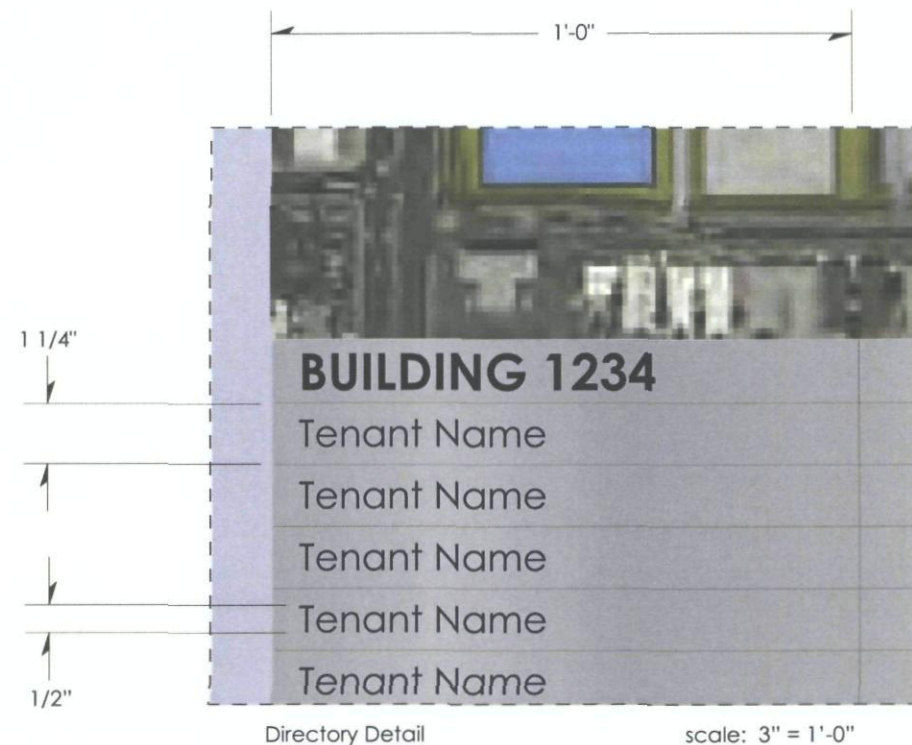 1'-0"
1 1/4"
BUILDING 1234
Tenant Name
Tenant Name
Tenant Name
Tenant Name
Tenant Name
1/2"
Directory Detail scale: 3" = 1'-0"